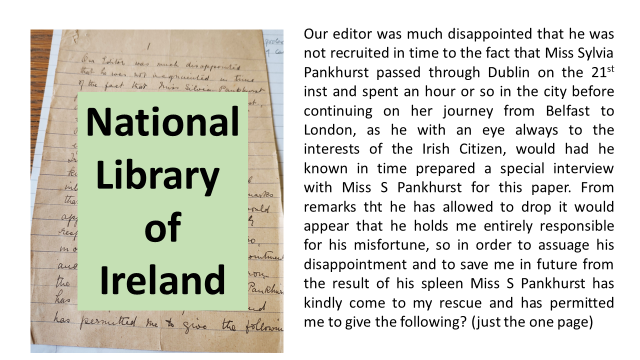 1
Our Editor was much disappointed
that he was not in time
of the fact that Miss Sylvia Pankhurst
has permitted me to give the
National
Library
of
Ireland
Our editor was much disappointed that he was
not recruited in time to the fact that Miss Sylvia
Pankhurst passed through Dublin on the 21st
inst and spent an hour or so in the city before
continuing on her journey from Belfast to
London, as he with an eye always to the
interests of the Irish Citizen, would had he
known in time prepared a special interview
with Miss S Pankhurst for this paper. From
remarks tht he has allowed to drop it would
appear that he holds me entirely responsible
for his misfortune, so in order to assuage his
disappointment and to save me in future from
the result of his spleen Miss S Pankhurst has
kindly come to my rescue and has permitted
me to give the following? (just the one page)